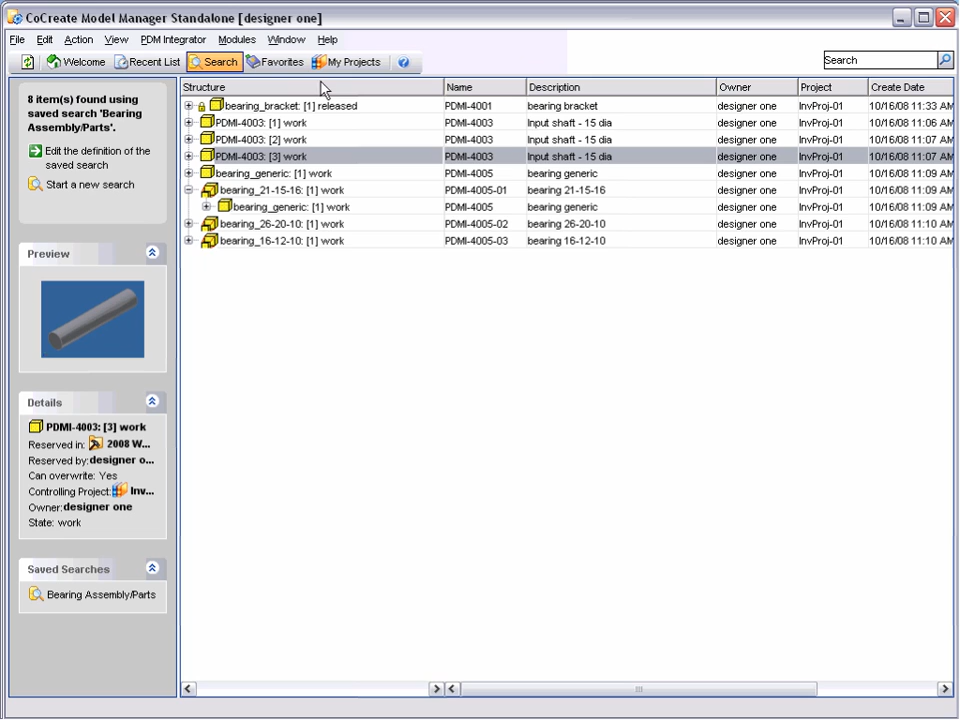 CoCreate Model Manager Standalone [designer one]
File Edit Action View PDM Integrator Modules Window Help
Welcome Recent List Search Favorites My Projects Search
8 item(s) found using
saved search 'Bearing
Assembly/Parts'.
Edit the definition of the
saved search
Start a new search
Preview
Details
PDMI-4003: [3] work
Reserved in: 2008 W...
Reserved by: designer o...
Can overwrite: Yes
Controlling Project: Inv...
Owner: designer one
State: work
Saved Searches
Bearing Assembly/Parts
Structure Name Description Owner Project Create Date
bearing_bracket: [1] released PDMI-4001 bearing bracket designer one InvProj-01 10/16/08 11:33 AM
PDMI-4003: [1] work PDMI-4003 Input shaft - 15 dia designer one InvProj-01 10/16/08 11:06 AM
PDMI-4003: [2] work PDMI-4003 Input shaft - 15 dia designer one InvProj-01 10/16/08 11:07 AM
PDMI-4003: [3] work PDMI-4003 Input shaft - 15 dia designer one InvProj-01 10/16/08 11:07 AM
bearing_generic: [1] work PDMI-4005 bearing generic designer one InvProj-01 10/16/08 11:09 AM
bearing_21-15-16: [1] work PDMI-4005-01 bearing 21-15-16 designer one InvProj-01 10/16/08 11:09 AM
bearing_generic: [1] work PDMI-4005 bearing generic designer one InvProj-01 10/16/08 11:09 AM
bearing_26-20-10: [1] work PDMI-4005-02 bearing 26-20-10 designer one InvProj-01 10/16/08 11:10 AM
bearing_16-12-10: [1] work PDMI-4005-03 bearing 16-12-10 designer one InvProj-01 10/16/08 11:10 AM